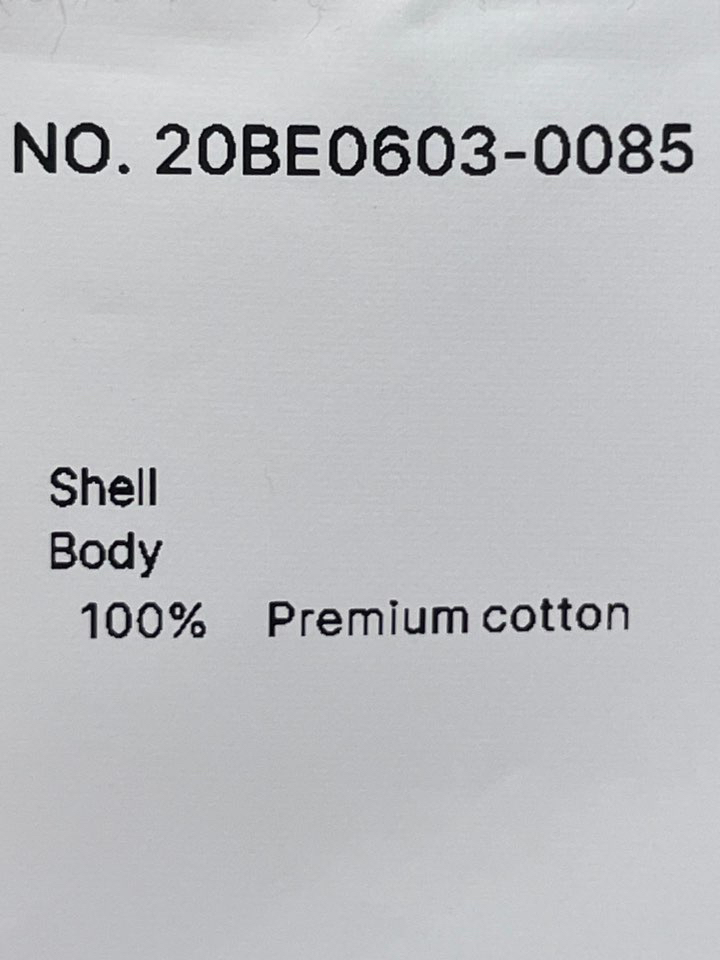 NO. 20BE0603-0085
Shell
Body
100% Premium cotton